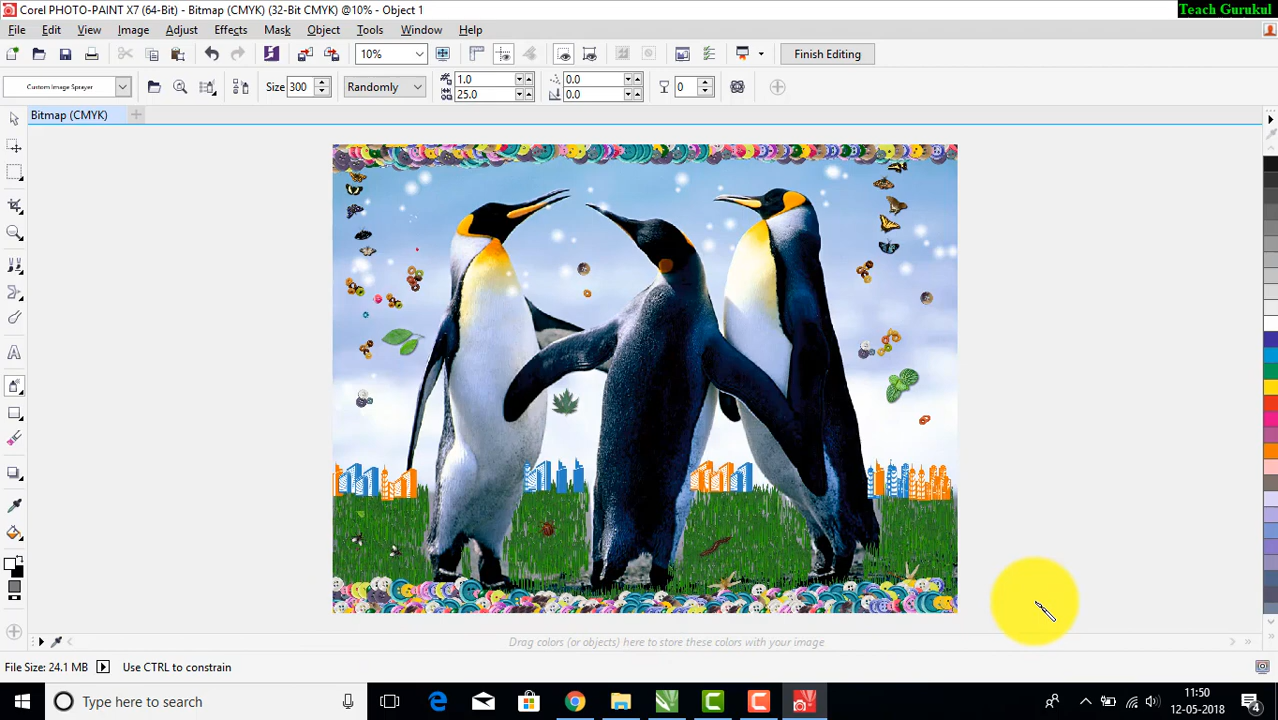 Corel PHOTO-PAINT X7 (64-Bit) - Bitmap (CMYK) (32-Bit CMYK) @10% - Object 1
Teach Gurukul
File Edit View Image Adjust Effects Mask Object Tools Window Help
10% Finish Editing
Custom Image Sprayer Size 300 Randomly 1.0 25.0 0.0 0.0 0
Bitmap (CMYK)
Drag colors (or objects) here to store these colors with your image
File Size: 24.1 MB Use CTRL to constrain
Type here to search
11:50
12-05-2018
4